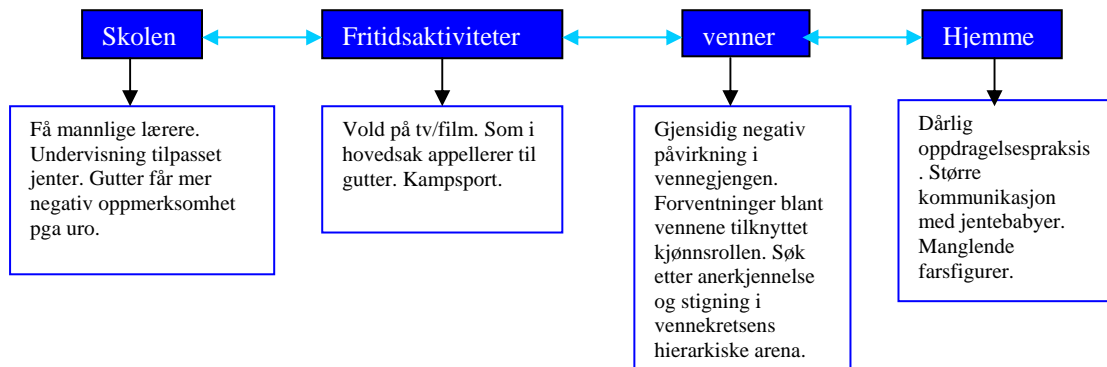 Skolen
Fritidsaktiviteter
venner
Hjemme
Få mannlige lærere.
Undervisning tilpasset
jenter. Gutter får mer
negativ oppmerksomhet
pga uro.
Vold på tv/film. Som i
hovedsak appellerer til
gutter. Kampsport.
Gjensidig negativ
påvirkning i
vennegjengen.
Forventninger blant
vennene tilknyttet
kjønnsrollen. Søk
etter anerkjennelse
og stigning i
vennekretsens
hierarkiske arena.
Dårlig
oppdragelsespraksis
. Større
kommunikasjon
med jentebabyer.
Manglende
farsfigurer.